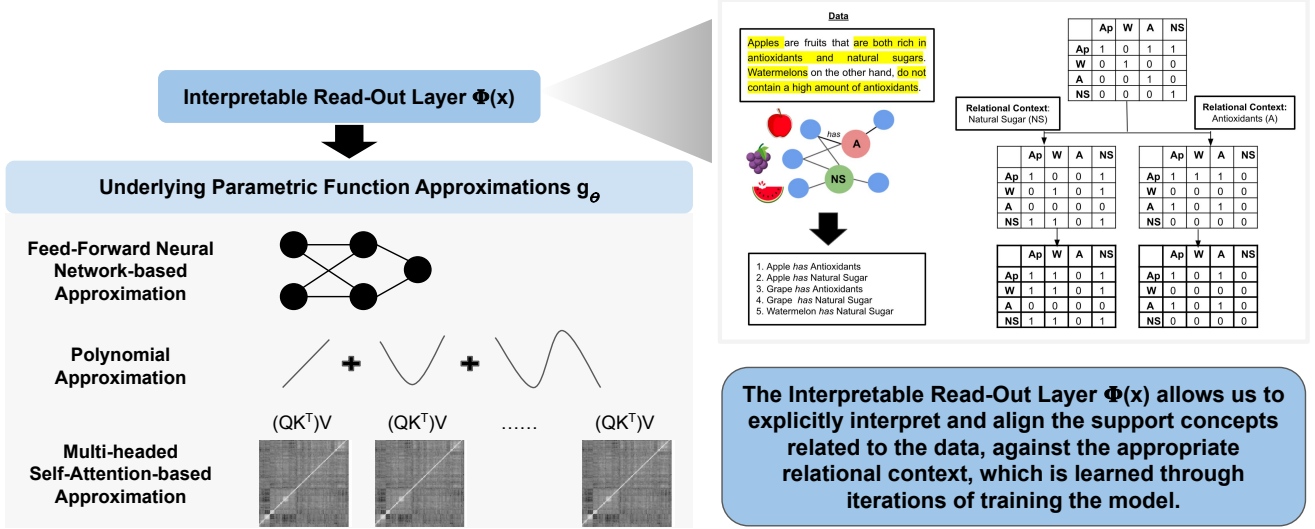 Interpretable Read-Out Layer Φ(x)
Underlying Parametric Function Approximations gθ
Feed-Forward Neural
Network-based
Approximation
Polynomial
Approximation
Multi-headed
Self-Attention-based
Approximation
(QKᵀ)V
(QKᵀ)V
......
(QKᵀ)V
Data
Apples are fruits that are both rich in
antioxidants and natural sugars.
Watermelons on the other hand, do not
contain a high amount of antioxidants.
has
A
NS
1. Apple has Antioxidants
2. Apple has Natural Sugar
3. Grape has Antioxidants
4. Grape has Natural Sugar
5. Watermelon has Natural Sugar
Ap W A NS
Ap 1 0 1 1
W 0 1 0 0
A 0 0 1 0
NS 0 0 0 1
Relational Context:
Natural Sugar (NS)
Relational Context:
Antioxidants (A)
Ap W A NS
Ap 1 0 0 1
W 0 1 0 1
A 0 0 0 0
NS 1 1 0 1
Ap W A NS
Ap 1 1 1 0
W 0 0 0 0
A 1 0 1 0
NS 0 0 0 0
Ap W A NS
Ap 1 1 0 1
W 1 1 0 1
A 0 0 0 0
NS 1 1 0 1
Ap W A NS
Ap 1 0 1 0
W 0 0 0 0
A 1 0 1 0
NS 0 0 0 0
The Interpretable Read-Out Layer Φ(x) allows us to
explicitly interpret and align the support concepts
related to the data, against the appropriate
relational context, which is learned through
iterations of training the model.